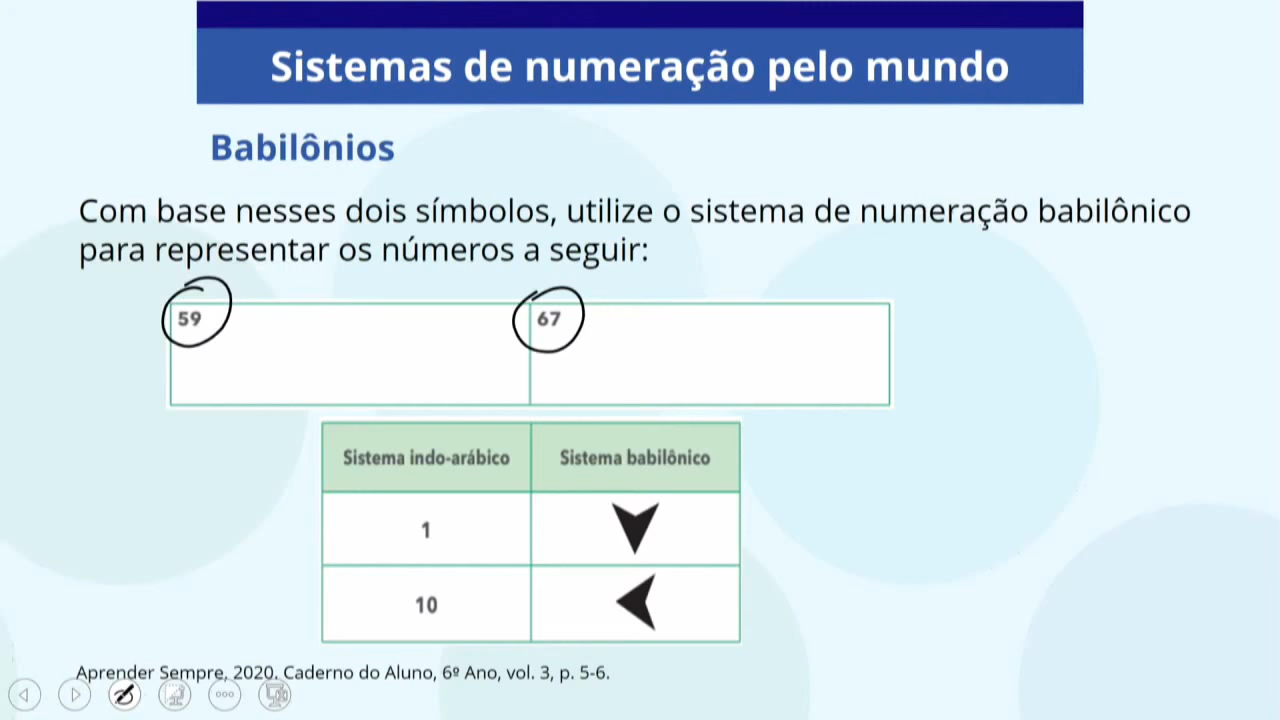 Sistemas de numeração pelo mundo
Babilônios
Com base nesses dois símbolos, utilize o sistema de numeração babilônico
para representar os números a seguir:
59 67
Sistema indo-arábico Sistema babilônico
1
10
Aprender Sempre, 2020. Caderno do Aluno, 6º Ano, vol. 3, p. 5-6.